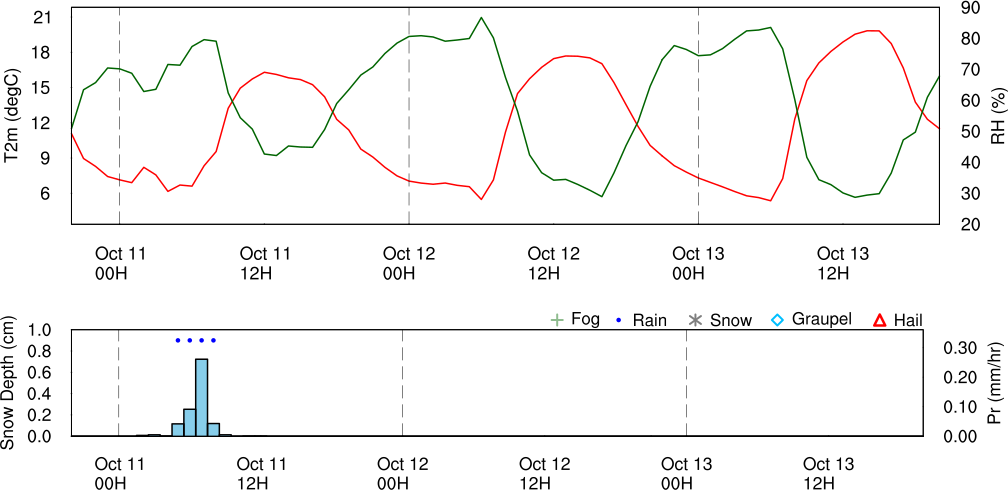 T2m (degC)
21
18
15
12
9
6
90
80
70
60
50
40
30
20
RH (%)
Oct 11 Oct 11 Oct 12 Oct 12 Oct 13 Oct 13
00H 12H 00H 12H 00H 12H
Fog Rain Snow Graupel Hail
Snow Depth (cm)
1.0
0.8
0.6
0.4
0.2
0.0
0.30
0.20
0.10
0.00
Pr (mm/hr)
Oct 11 Oct 11 Oct 12 Oct 12 Oct 13 Oct 13
00H 12H 00H 12H 00H 12H